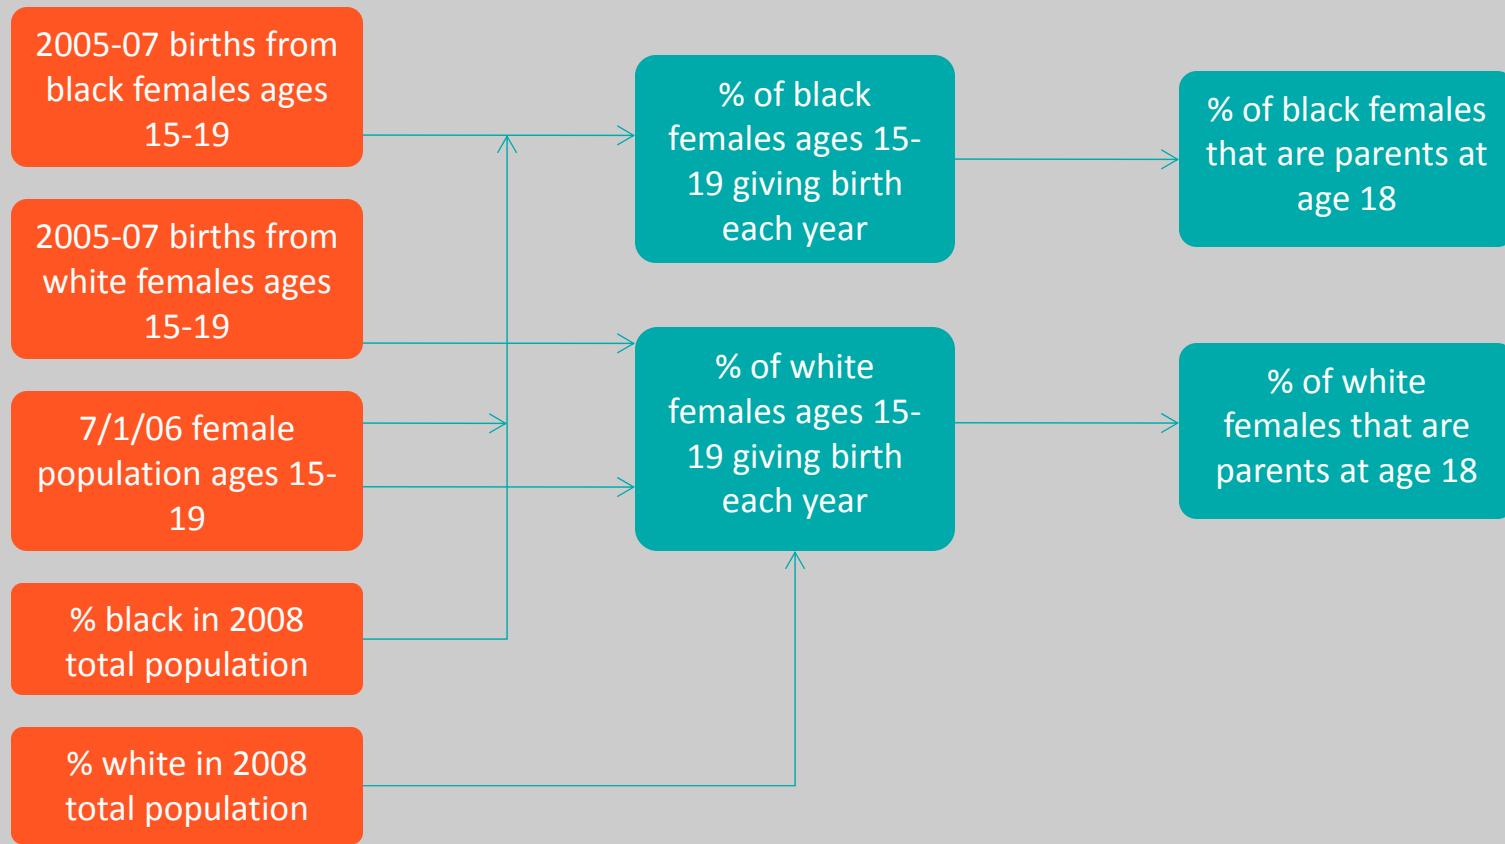 2005-07 births from
black females ages
15-19
2005-07 births from
white females ages
15-19
7/1/06 female
population ages 15-
19
% black in 2008
total population
% white in 2008
total population
% of black
females ages 15-
19 giving birth
each year
% of white
females ages 15-
19 giving birth
each year
% of black females
that are parents at
age 18
% of white
females that are
parents at age 18